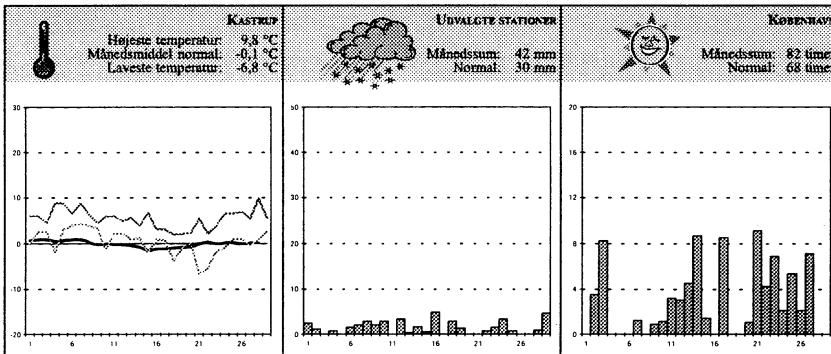 KASTRUP
Højeste temperatur: 9,8 °C
Månedsmiddel normal: -0,1 °C
Laveste temperatur: -6,8 °C
30
20
10
0
-10
-20
1 6 11 16 21 26
UDVALGTE STATIONER
Månedssum: 42 mm
Normal: 30 mm
50
40
30
20
10
0
1 6 11 16 21 26
KØBENHAVN
Månedssum: 82 timer
Normal: 68 timer
20
16
12
8
4
0
1 6 11 16 21 26